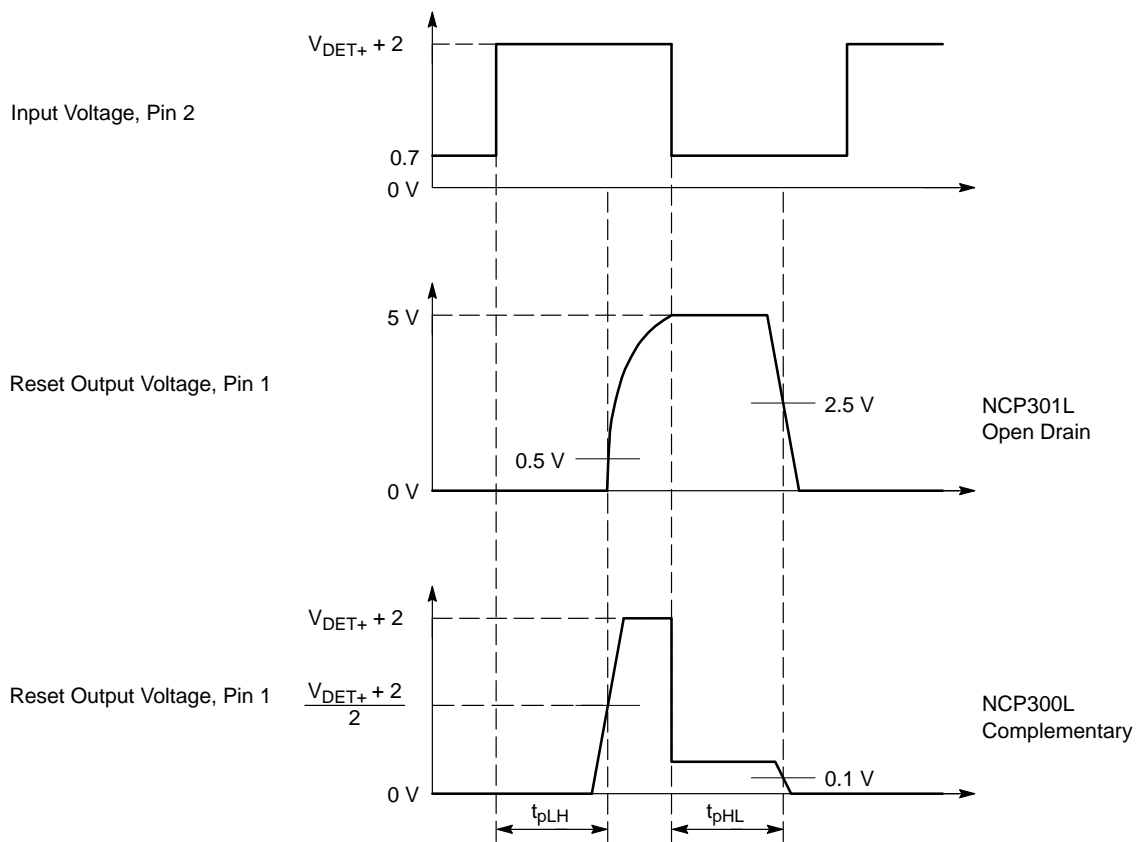 V_DET+ + 2
Input Voltage, Pin 2
0.7
0 V
5 V
Reset Output Voltage, Pin 1
2.5 V
NCP301L
Open Drain
0.5 V
0 V
V_DET+ + 2
Reset Output Voltage, Pin 1
V_DET+ + 2
2
NCP300L
Complementary
0.1 V
0 V
t_pLH
t_pHL